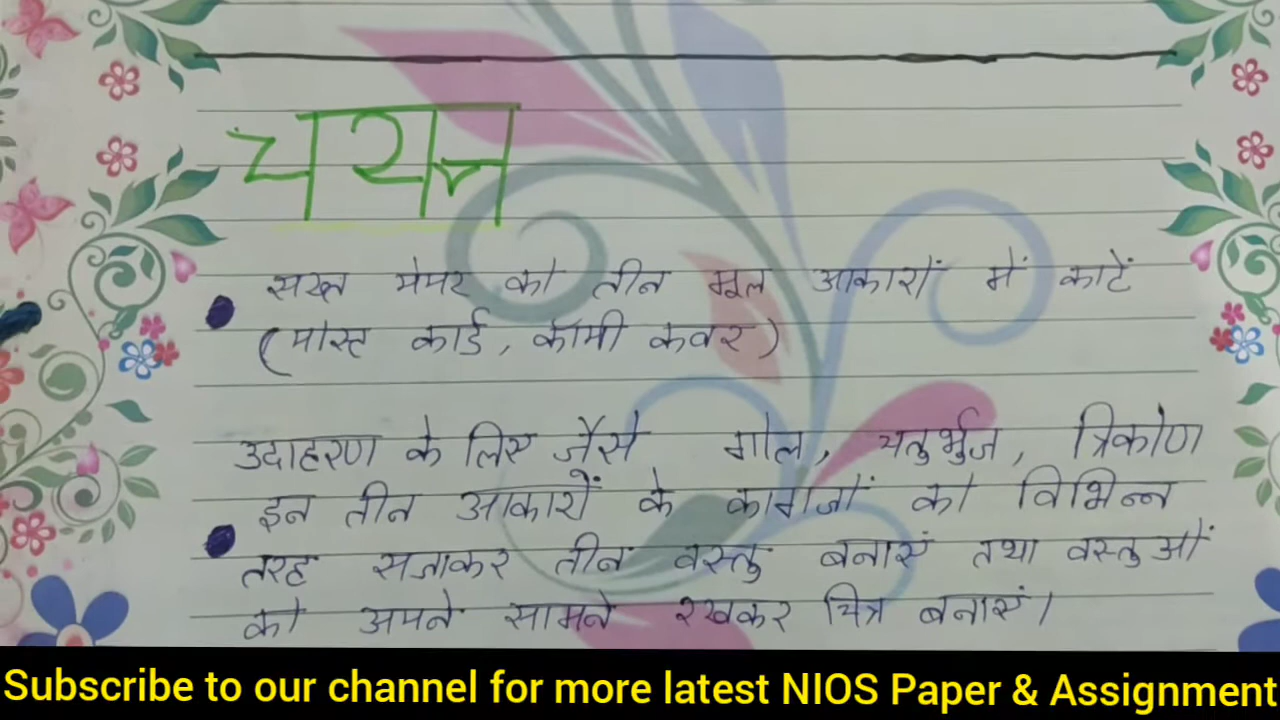 चयन
सख्त पेपर को तीन मूल आकारों में काटें
(पोस्ट कार्ड, कॉपी कवर)
उदाहरण के लिए जैसे गोल, चतुर्भुज, त्रिकोण
इन तीन आकारों के कागजों को विभिन्न
तरह सजाकर तीन वस्तु बनाएं तथा वस्तुओं
को अपने सामने रखकर चित्र बनाएं।
Subscribe to our channel for more latest NIOS Paper & Assignment